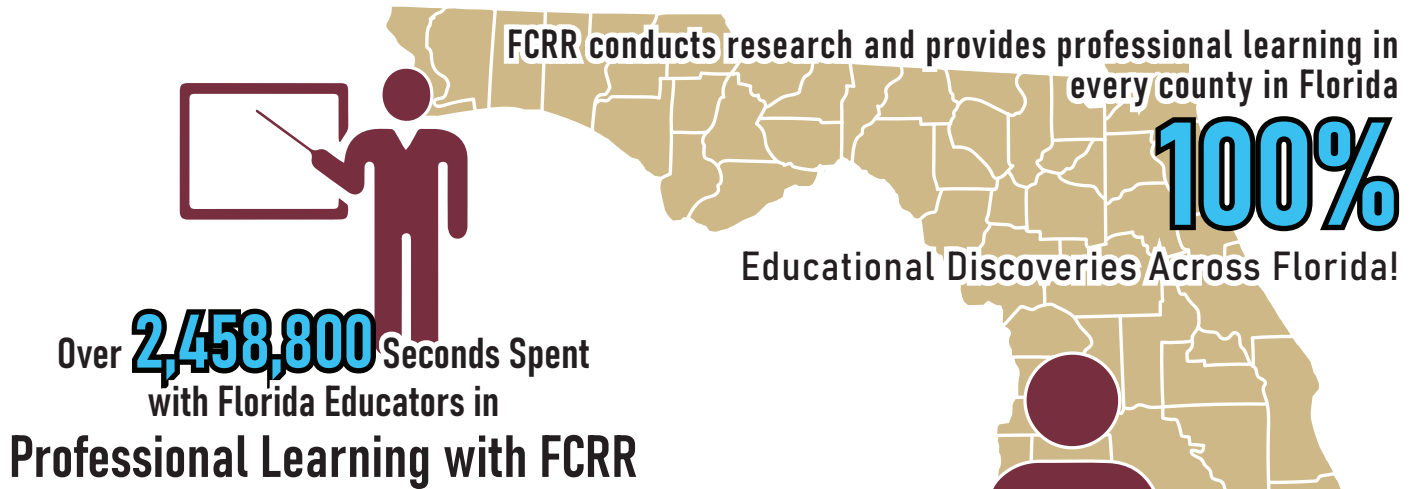 FCRR conducts research and provides professional learning in
every county in Florida
100%
Educational Discoveries Across Florida!
Over 2,458,800 Seconds Spent
with Florida Educators in
Professional Learning with FCRR